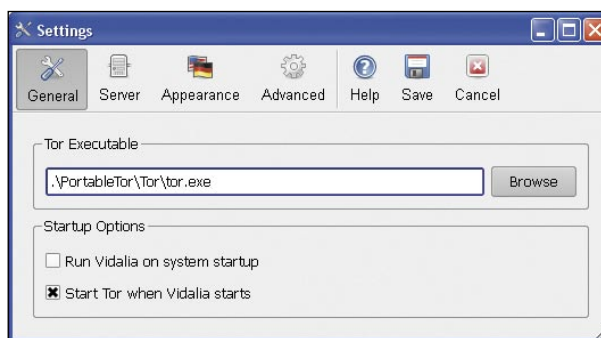 Settings
General Server Appearance Advanced Help Save Cancel
Tor Executable
.\PortableTor\Tor\tor.exe Browse
Startup Options
Run Vidalia on system startup
Start Tor when Vidalia starts